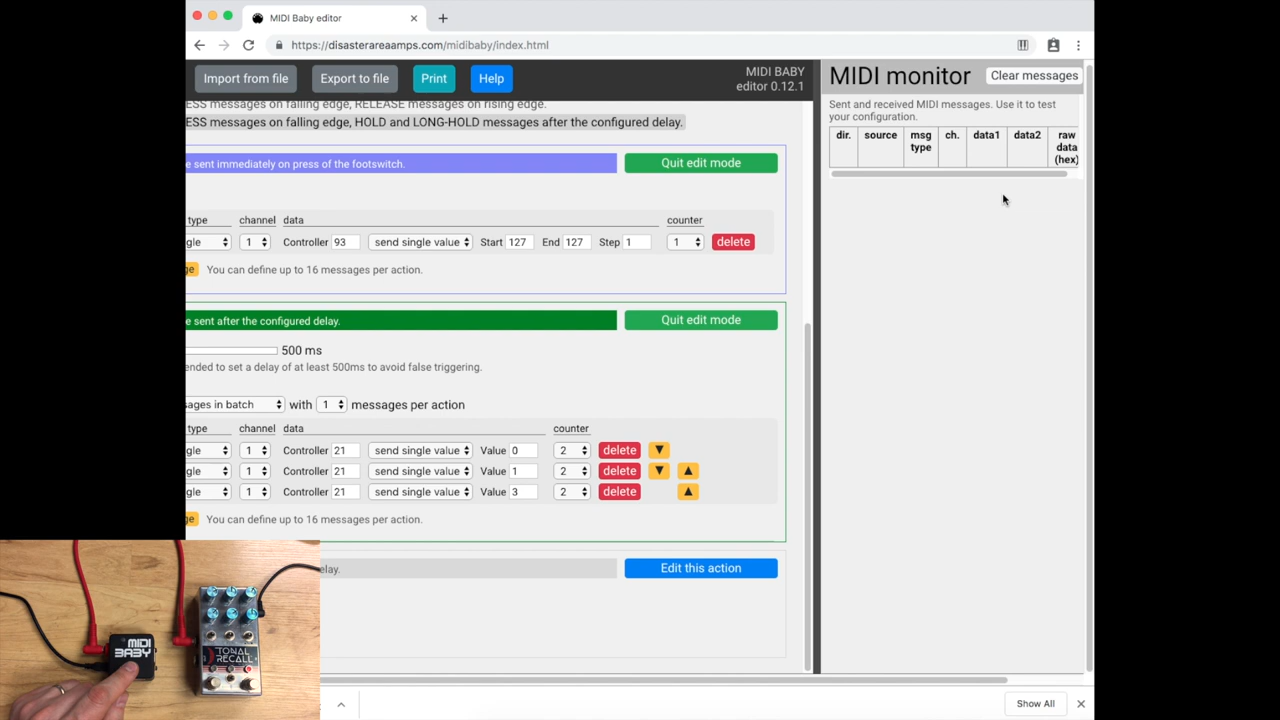 MIDI Baby editor
https://disasterareaamps.com/midibaby/index.html
Import from file Export to file Print Help MIDI BABY
editor 0.12.1
MIDI monitor Clear messages
Sent and received MIDI messages. Use it to test
your configuration.
dir. source msg type ch. data1 data2 raw data (hex)
ESS messages on falling edge, RELEASE messages on rising edge.
ESS messages on falling edge, HOLD and LONG-HOLD messages after the configured delay.
e sent immediately on press of the footswitch. Quit edit mode
type channel data counter
gle 1 Controller 93 send single value Start 127 End 127 Step 1 1 delete
ge You can define up to 16 messages per action.
e sent after the configured delay. Quit edit mode
500 ms
ended to set a delay of at least 500ms to avoid false triggering.
sages in batch with 1 messages per action
type channel data counter
gle 1 Controller 21 send single value Value 0 2 delete ▼
gle 1 Controller 21 send single value Value 1 2 delete ▼ ▲
gle 1 Controller 21 send single value Value 3 2 delete ▲
ge You can define up to 16 messages per action.
elay. Edit this action
MIDI
BABY
TONAL
RECALL
Show All